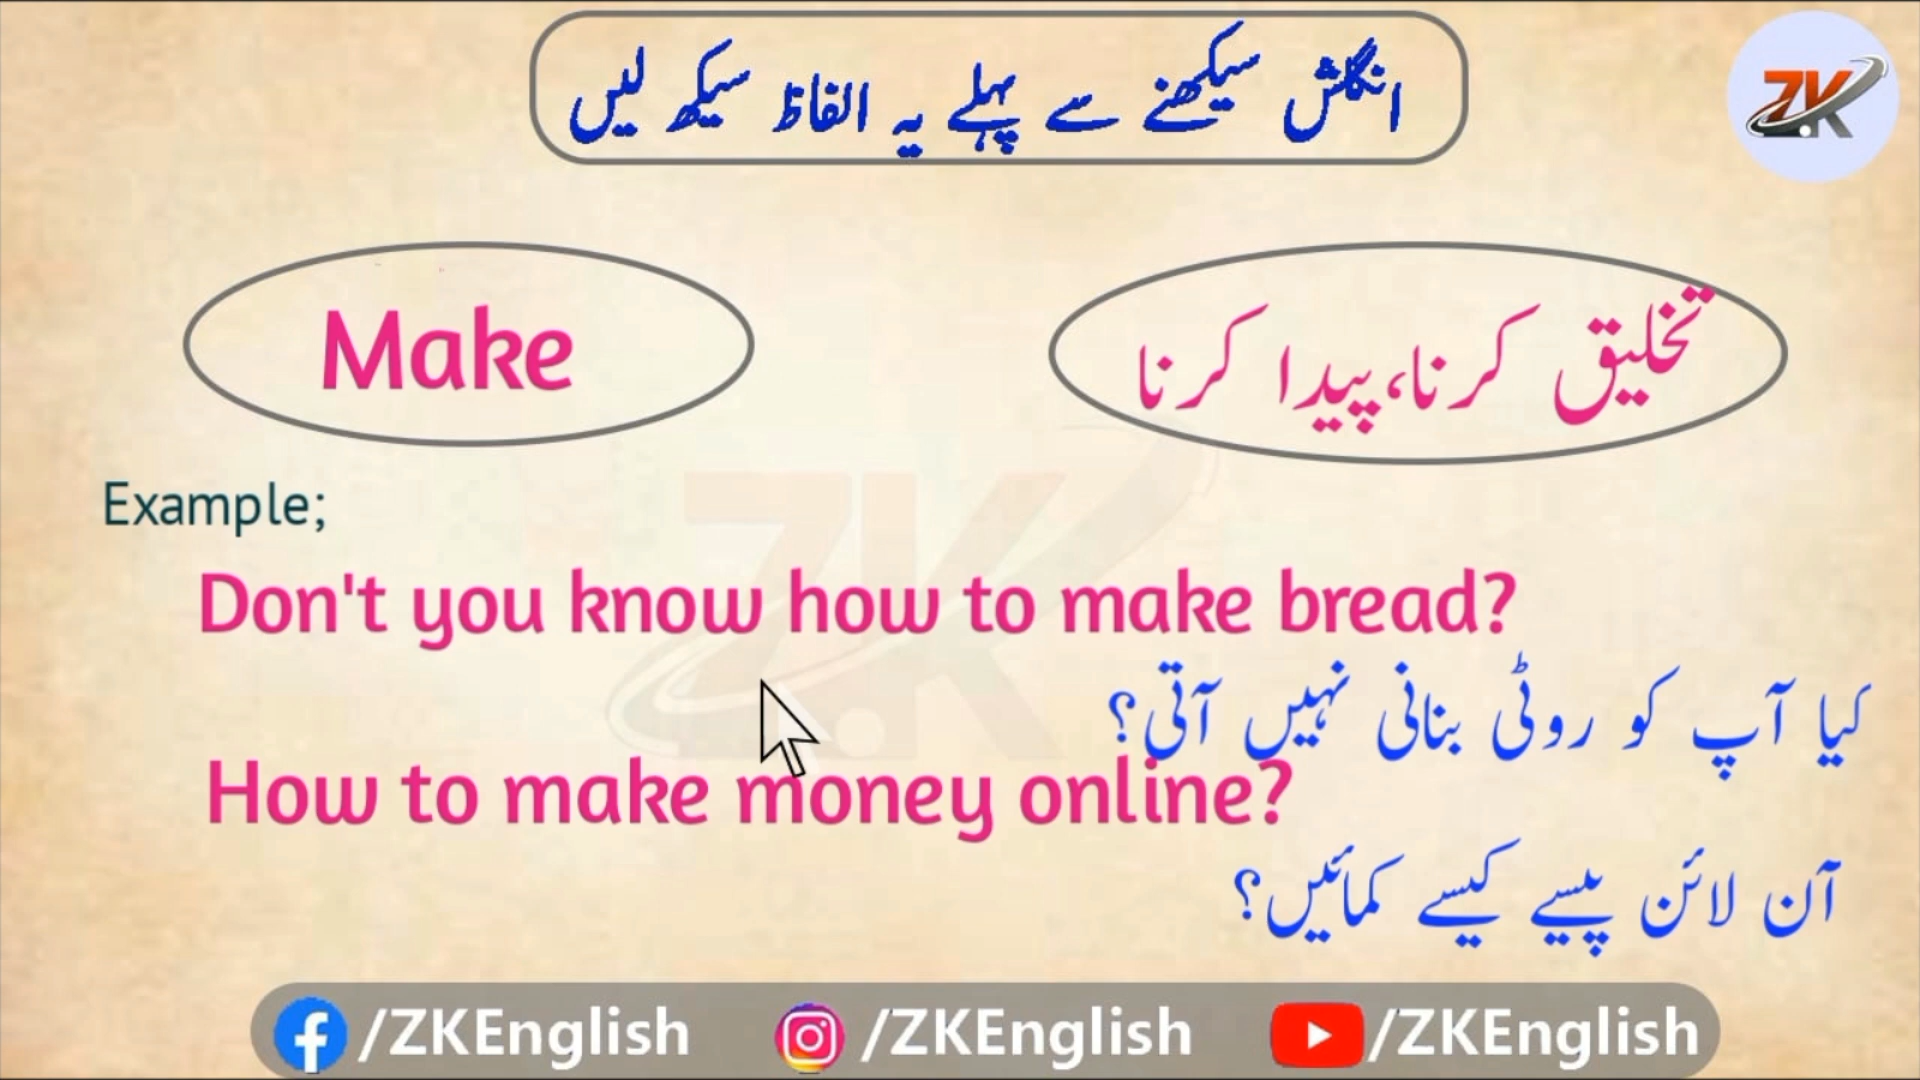 انگلش سیکھنے سے پہلے یہ الفاظ سیکھ لیں
ZK
Make
تخلیق کرنا، پیدا کرنا
Example;
Don't you know how to make bread?
کیا آپ کو روٹی بنانی نہیں آتی؟
How to make money online?
آن لائن پیسے کیسے کمائیں؟
/ZKEnglish /ZKEnglish /ZKEnglish